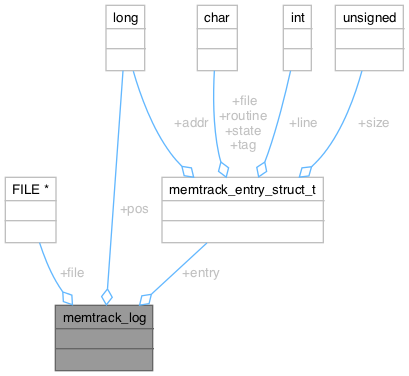 long
char
int
unsigned
+file
+routine
+state
+tag
+addr
+line
+size
FILE *
+pos
memtrack_entry_struct_t
+file
+entry
memtrack_log